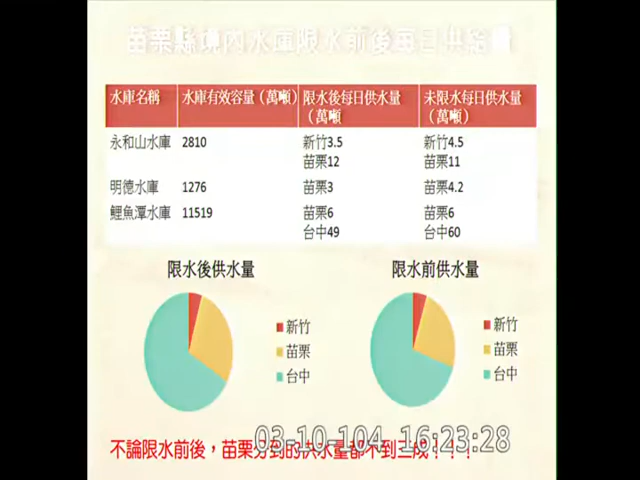 苗栗縣境內水庫限水前後每日供給量
水庫名稱 水庫有效容量（萬噸） 限水後每日供水量（萬噸 未限水每日供水量（萬噸）
永和山水庫 2810 新竹3.5 新竹4.5
苗栗12 苗栗11
明德水庫 1276 苗栗3 苗栗4.2
鯉魚潭水庫 11519 苗栗6 苗栗6
台中49 台中60
限水後供水量 限水前供水量
新竹 新竹
苗栗 苗栗
台中 台中
不論限水前後，苗栗分到的供水量都不到三成！！！
03-10-104 16:23:28